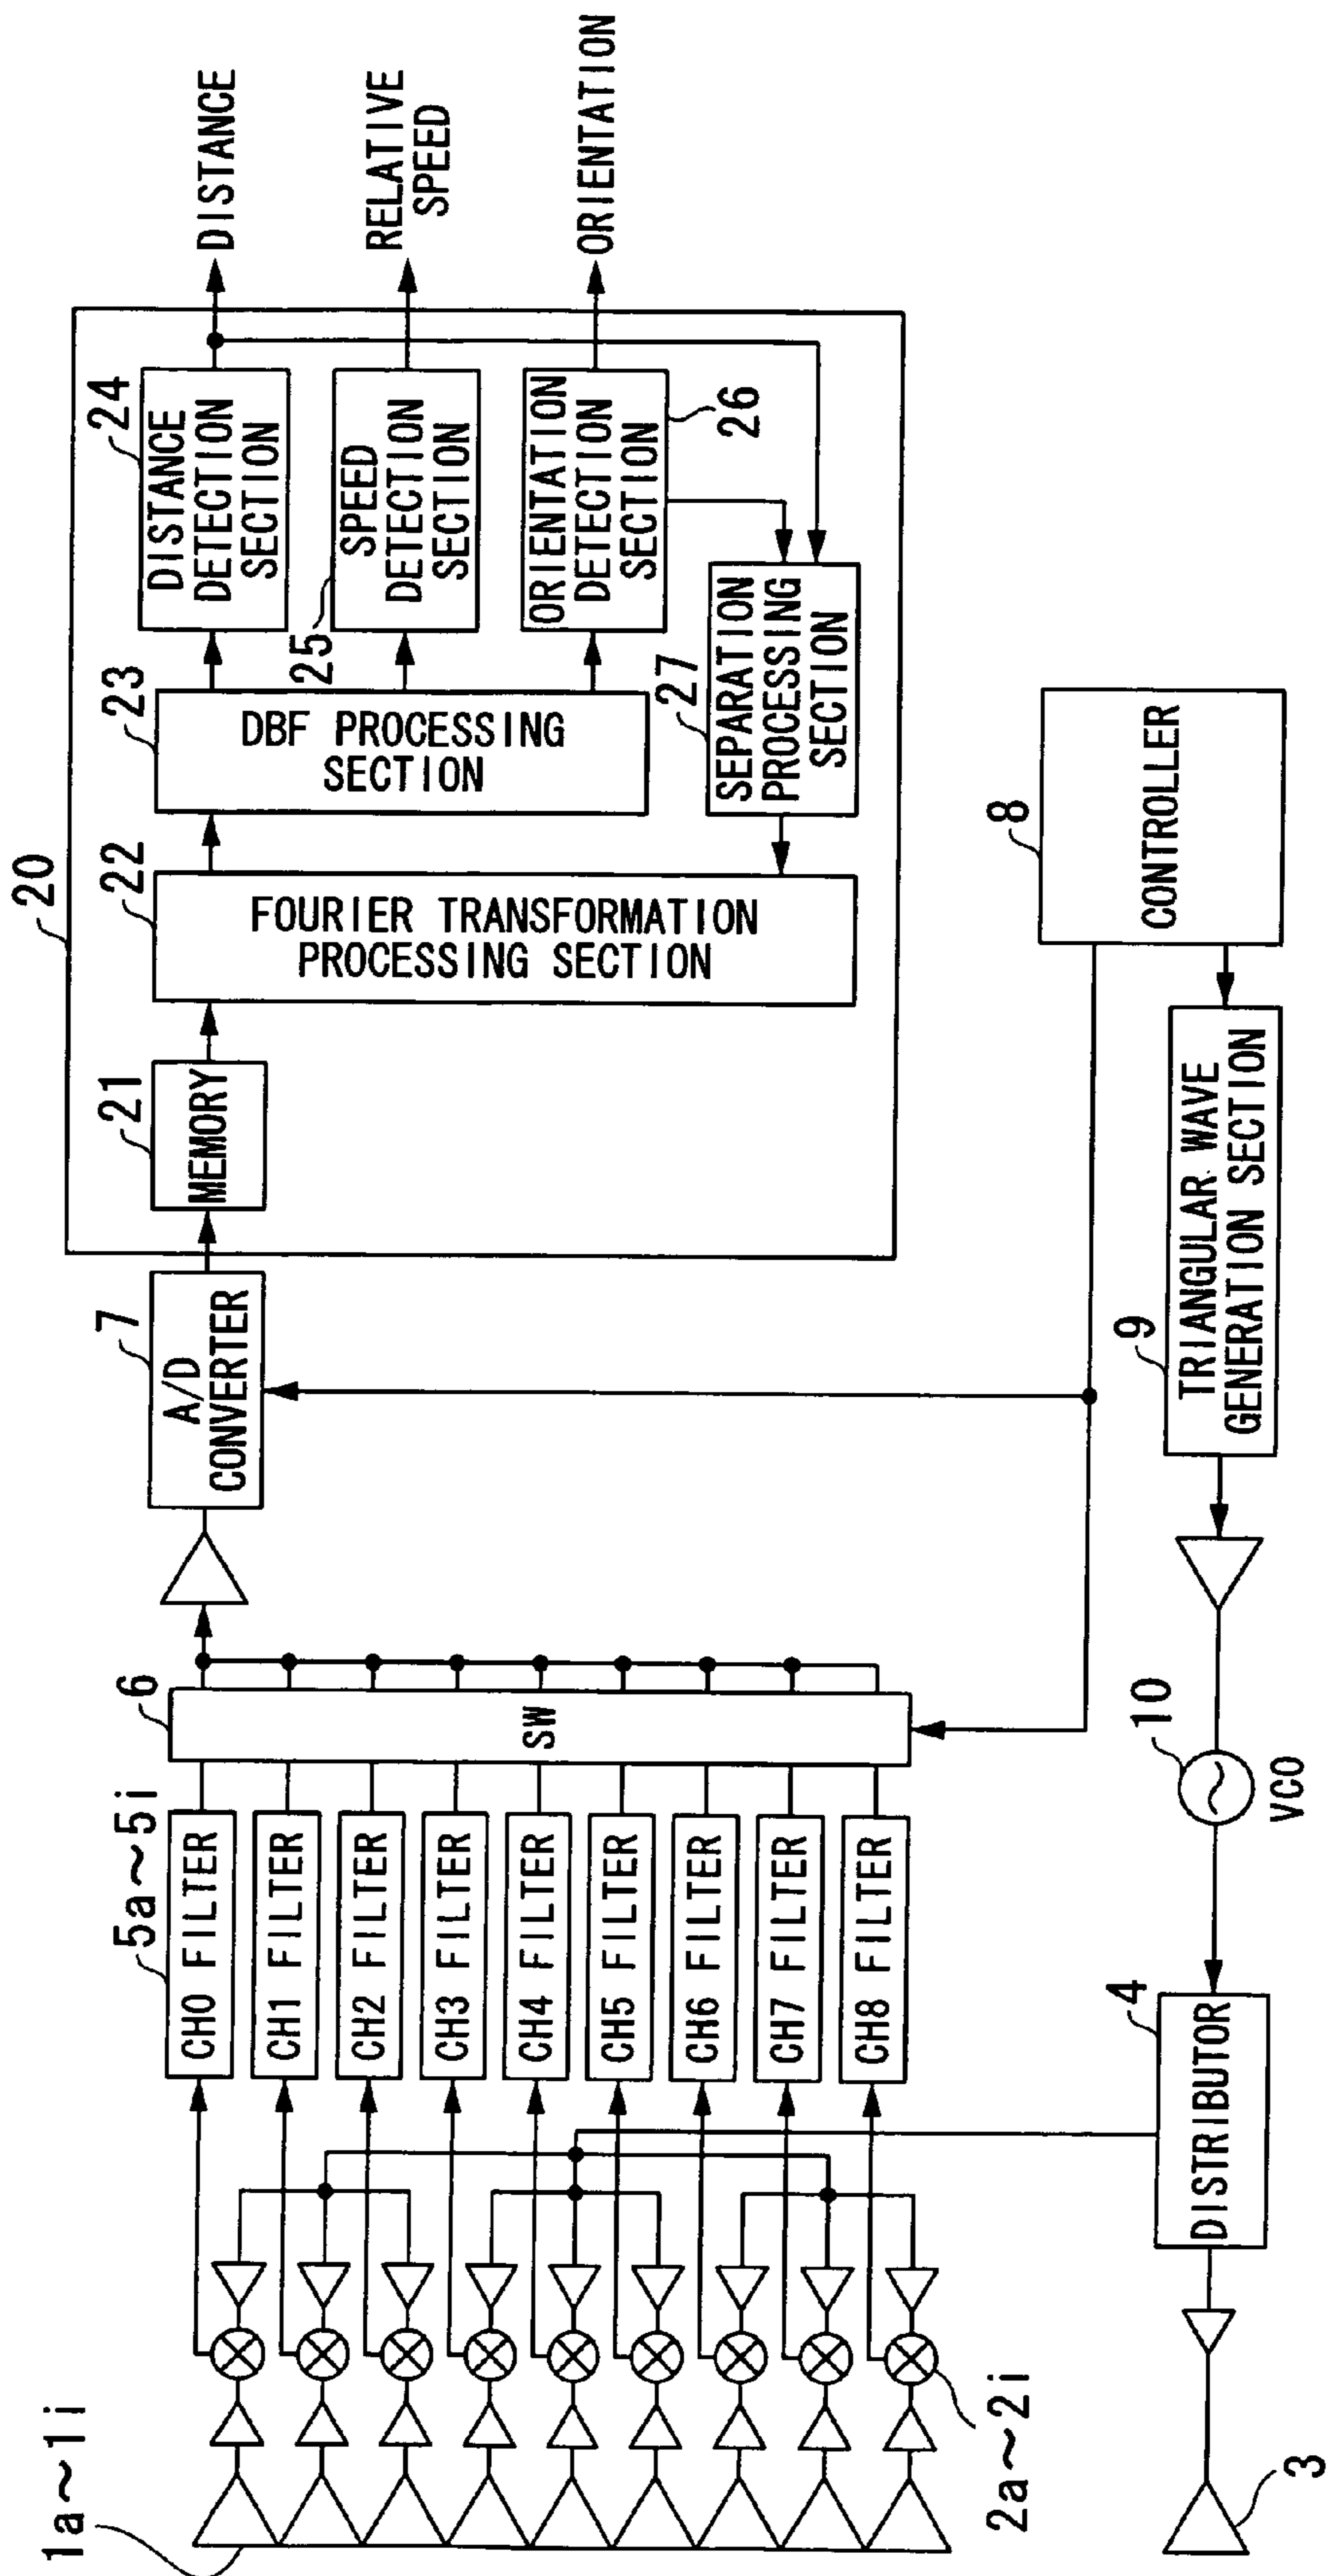 1a~1i
2a~2i
3
DISTRIBUTOR
4
VCO
10
TRIANGULAR WAVE
GENERATION SECTION
9
CONTROLLER
8
CH0 FILTER
CH1 FILTER
CH2 FILTER
CH3 FILTER
CH4 FILTER
CH5 FILTER
CH6 FILTER
CH7 FILTER
CH8 FILTER
5a~5i
SW
6
A/D
CONVERTER
7
20
MEMORY
21
FOURIER TRANSFORMATION
PROCESSING SECTION
22
DBF PROCESSING
SECTION
23
DISTANCE
DETECTION
SECTION
24
SPEED
DETECTION
SECTION
25
ORIENTATION
DETECTION
SECTION
26
SEPARATION
PROCESSING
SECTION
27
DISTANCE
RELATIVE
SPEED
ORIENTATION